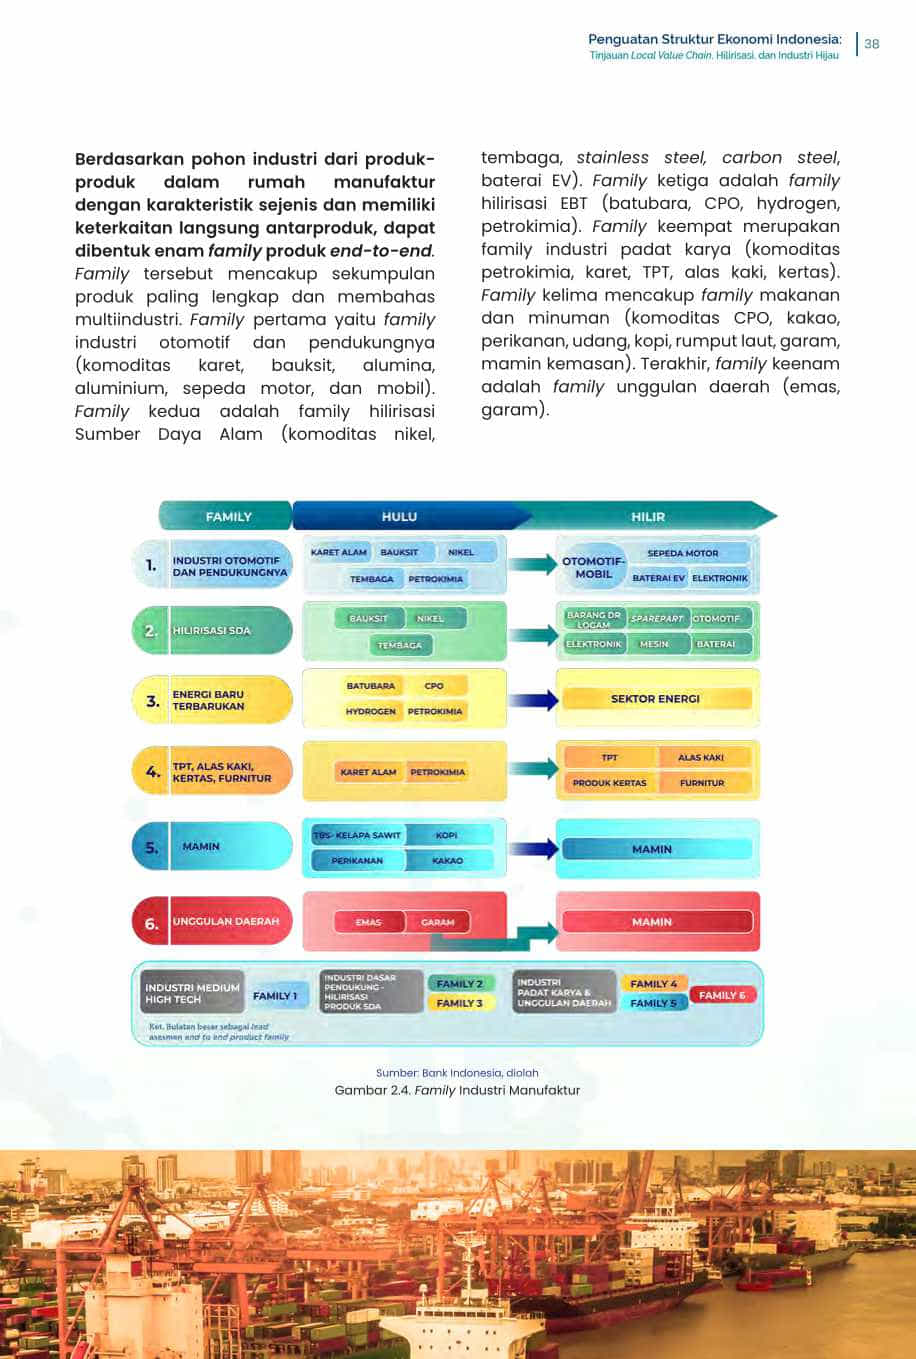 Penguatan Struktur Ekonomi Indonesia:
Tinjauan Local Value Chain, Hilirisasi, dan Industri Hijau
38
Berdasarkan pohon industri dari produk-
produk dalam rumah manufaktur
dengan karakteristik sejenis dan memiliki
keterkaitan langsung antarproduk, dapat
dibentuk enam family produk end-to-end.
Family tersebut mencakup sekumpulan
produk paling lengkap dan membahas
multiindustri. Family pertama yaitu family
industri otomotif dan pendukungnya
(komoditas karet, bauksit, alumina,
aluminium, sepeda motor, dan mobil).
Family kedua adalah family hilirisasi
Sumber Daya Alam (komoditas nikel,
tembaga, stainless steel, carbon steel,
baterai EV). Family ketiga adalah family
hilirisasi EBT (batubara, CPO, hydrogen,
petrokimia). Family keempat merupakan
family industri padat karya (komoditas
petrokimia, karet, TPT, alas kaki, kertas).
Family kelima mencakup family makanan
dan minuman (komoditas CPO, kakao,
perikanan, udang, kopi, rumput laut, garam,
mamin kemasan). Terakhir, family keenam
adalah family unggulan daerah (emas,
garam).
FAMILY HULU HILIR
1. INDUSTRI OTOMOTIF
DAN PENDUKUNGNYA
KARET ALAM BAUKSIT NIKEL
TEMBAGA PETROKIMIA
OTOMOTIF-
MOBIL
SEPEDA MOTOR
BATERAI EV ELEKTRONIK
2. HILIRISASI SDA
BAUKSIT NIKEL
TEMBAGA
BARANG DR
LOGAM
SPAREPART OTOMOTIF
ELEKTRONIK MESIN BATERAI
3. ENERGI BARU
TERBARUKAN
BATUBARA CPO
HYDROGEN PETROKIMIA
SEKTOR ENERGI
4. TPT, ALAS KAKI,
KERTAS, FURNITUR
KARET ALAM PETROKIMIA
TPT ALAS KAKI
PRODUK KERTAS FURNITUR
5. MAMIN
TBS- KELAPA SAWIT KOPI
PERIKANAN KAKAO
MAMIN
6. UNGGULAN DAERAH
EMAS GARAM
MAMIN
INDUSTRI MEDIUM
HIGH TECH
FAMILY 1
INDUSTRI DASAR
PENDUKUNG -
HILIRISASI
PRODUK SDA
FAMILY 2
FAMILY 3
INDUSTRI
PADAT KARYA &
UNGGULAN DAERAH
FAMILY 4
FAMILY 5
FAMILY 6
Ket. Bulatan besar sebagai lead
asesmen end to end product family
Sumber: Bank Indonesia, diolah
Gambar 2.4. Family Industri Manufaktur